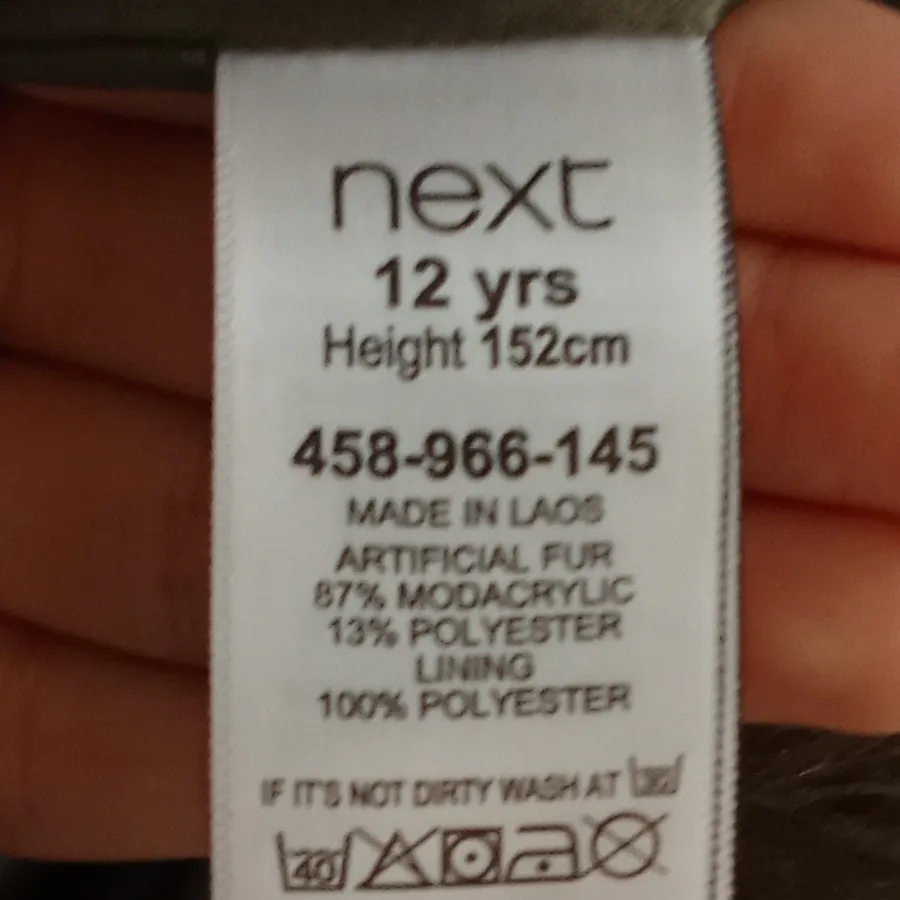 next
12 yrs
Height 152cm
458-966-145
MADE IN LAOS
ARTIFICIAL FUR
87% MODACRYLIC
13% POLYESTER
LINING
100% POLYESTER
IF IT'S NOT DIRTY WASH AT
40